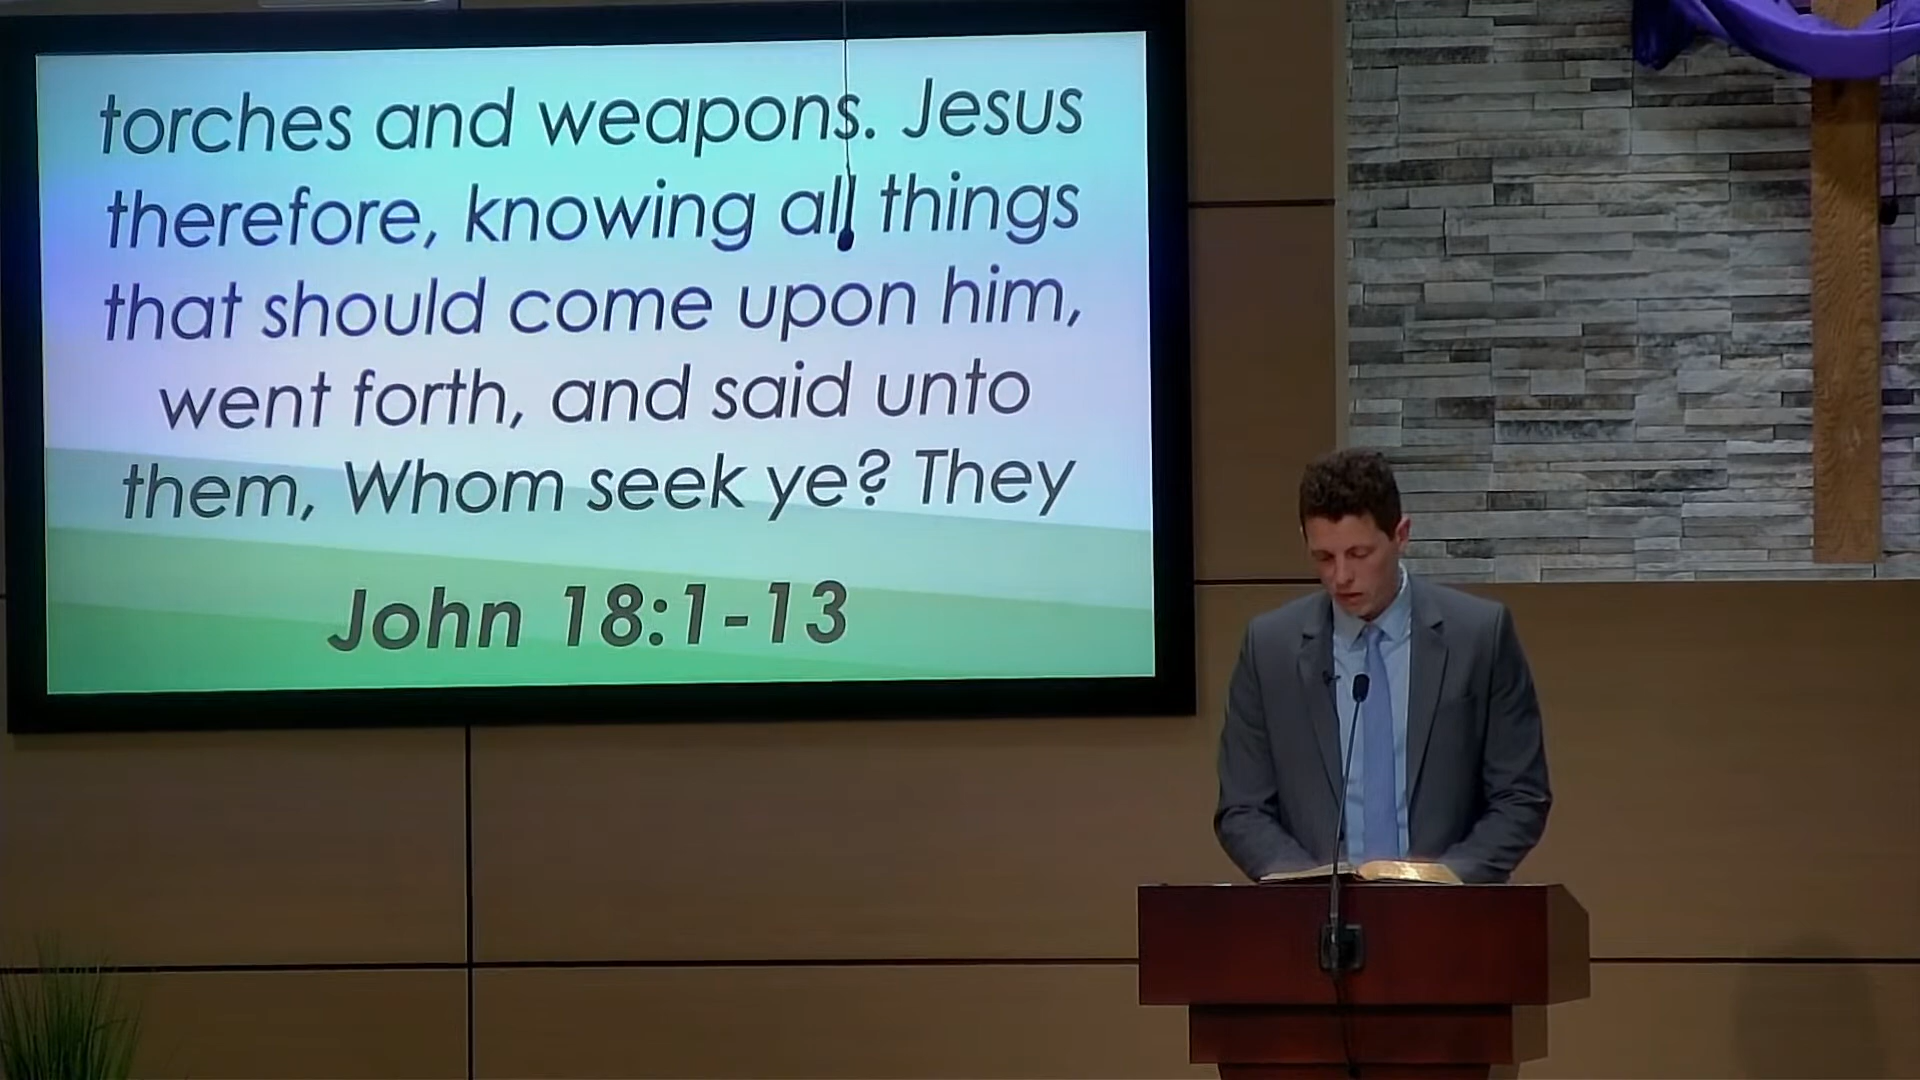 torches and weapons. Jesus
therefore, knowing all things
that should come upon him,
went forth, and said unto
them, Whom seek ye? They
John 18:1-13